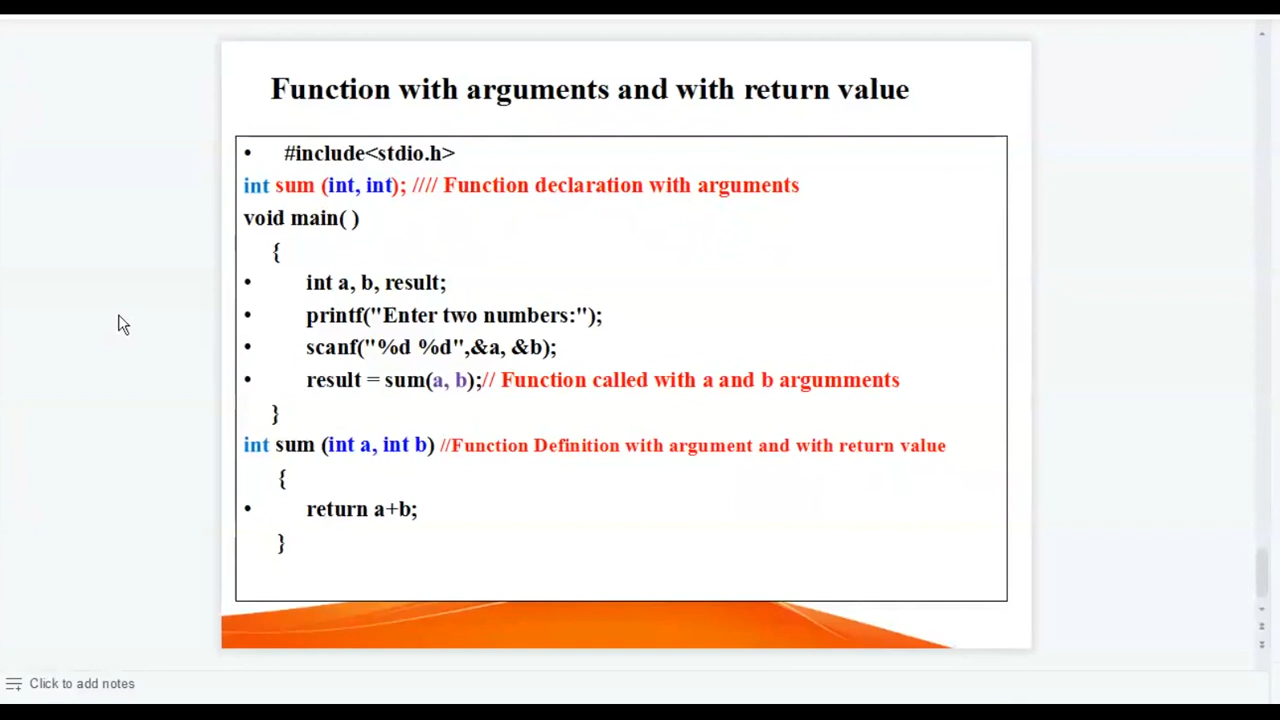 Function with arguments and with return value
• #include<stdio.h>
int sum (int, int); //// Function declaration with arguments
void main( )
{
• int a, b, result;
• printf("Enter two numbers:");
• scanf("%d %d",&a, &b);
• result = sum(a, b);// Function called with a and b argumments
}
int sum (int a, int b) //Function Definition with argument and with return value
{
• return a+b;
}
Click to add notes